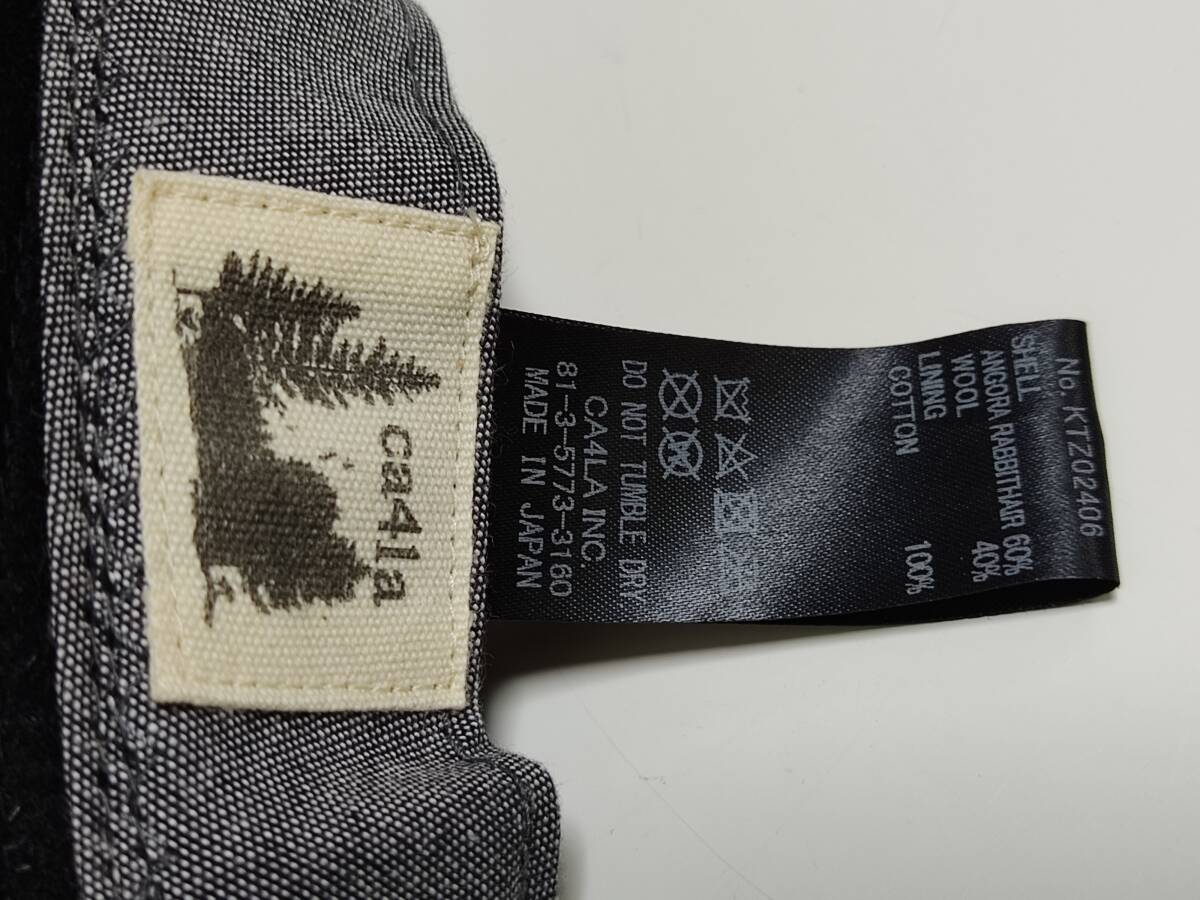 ca4la
No. KTZ02406
SHELL
ANGORA RABBITHAIR 60%
WOOL 40%
LINING
COTTON 100%
DO NOT TUMBLE DRY
CA4LA INC.
81-3-5773-3160
MADE IN JAPAN